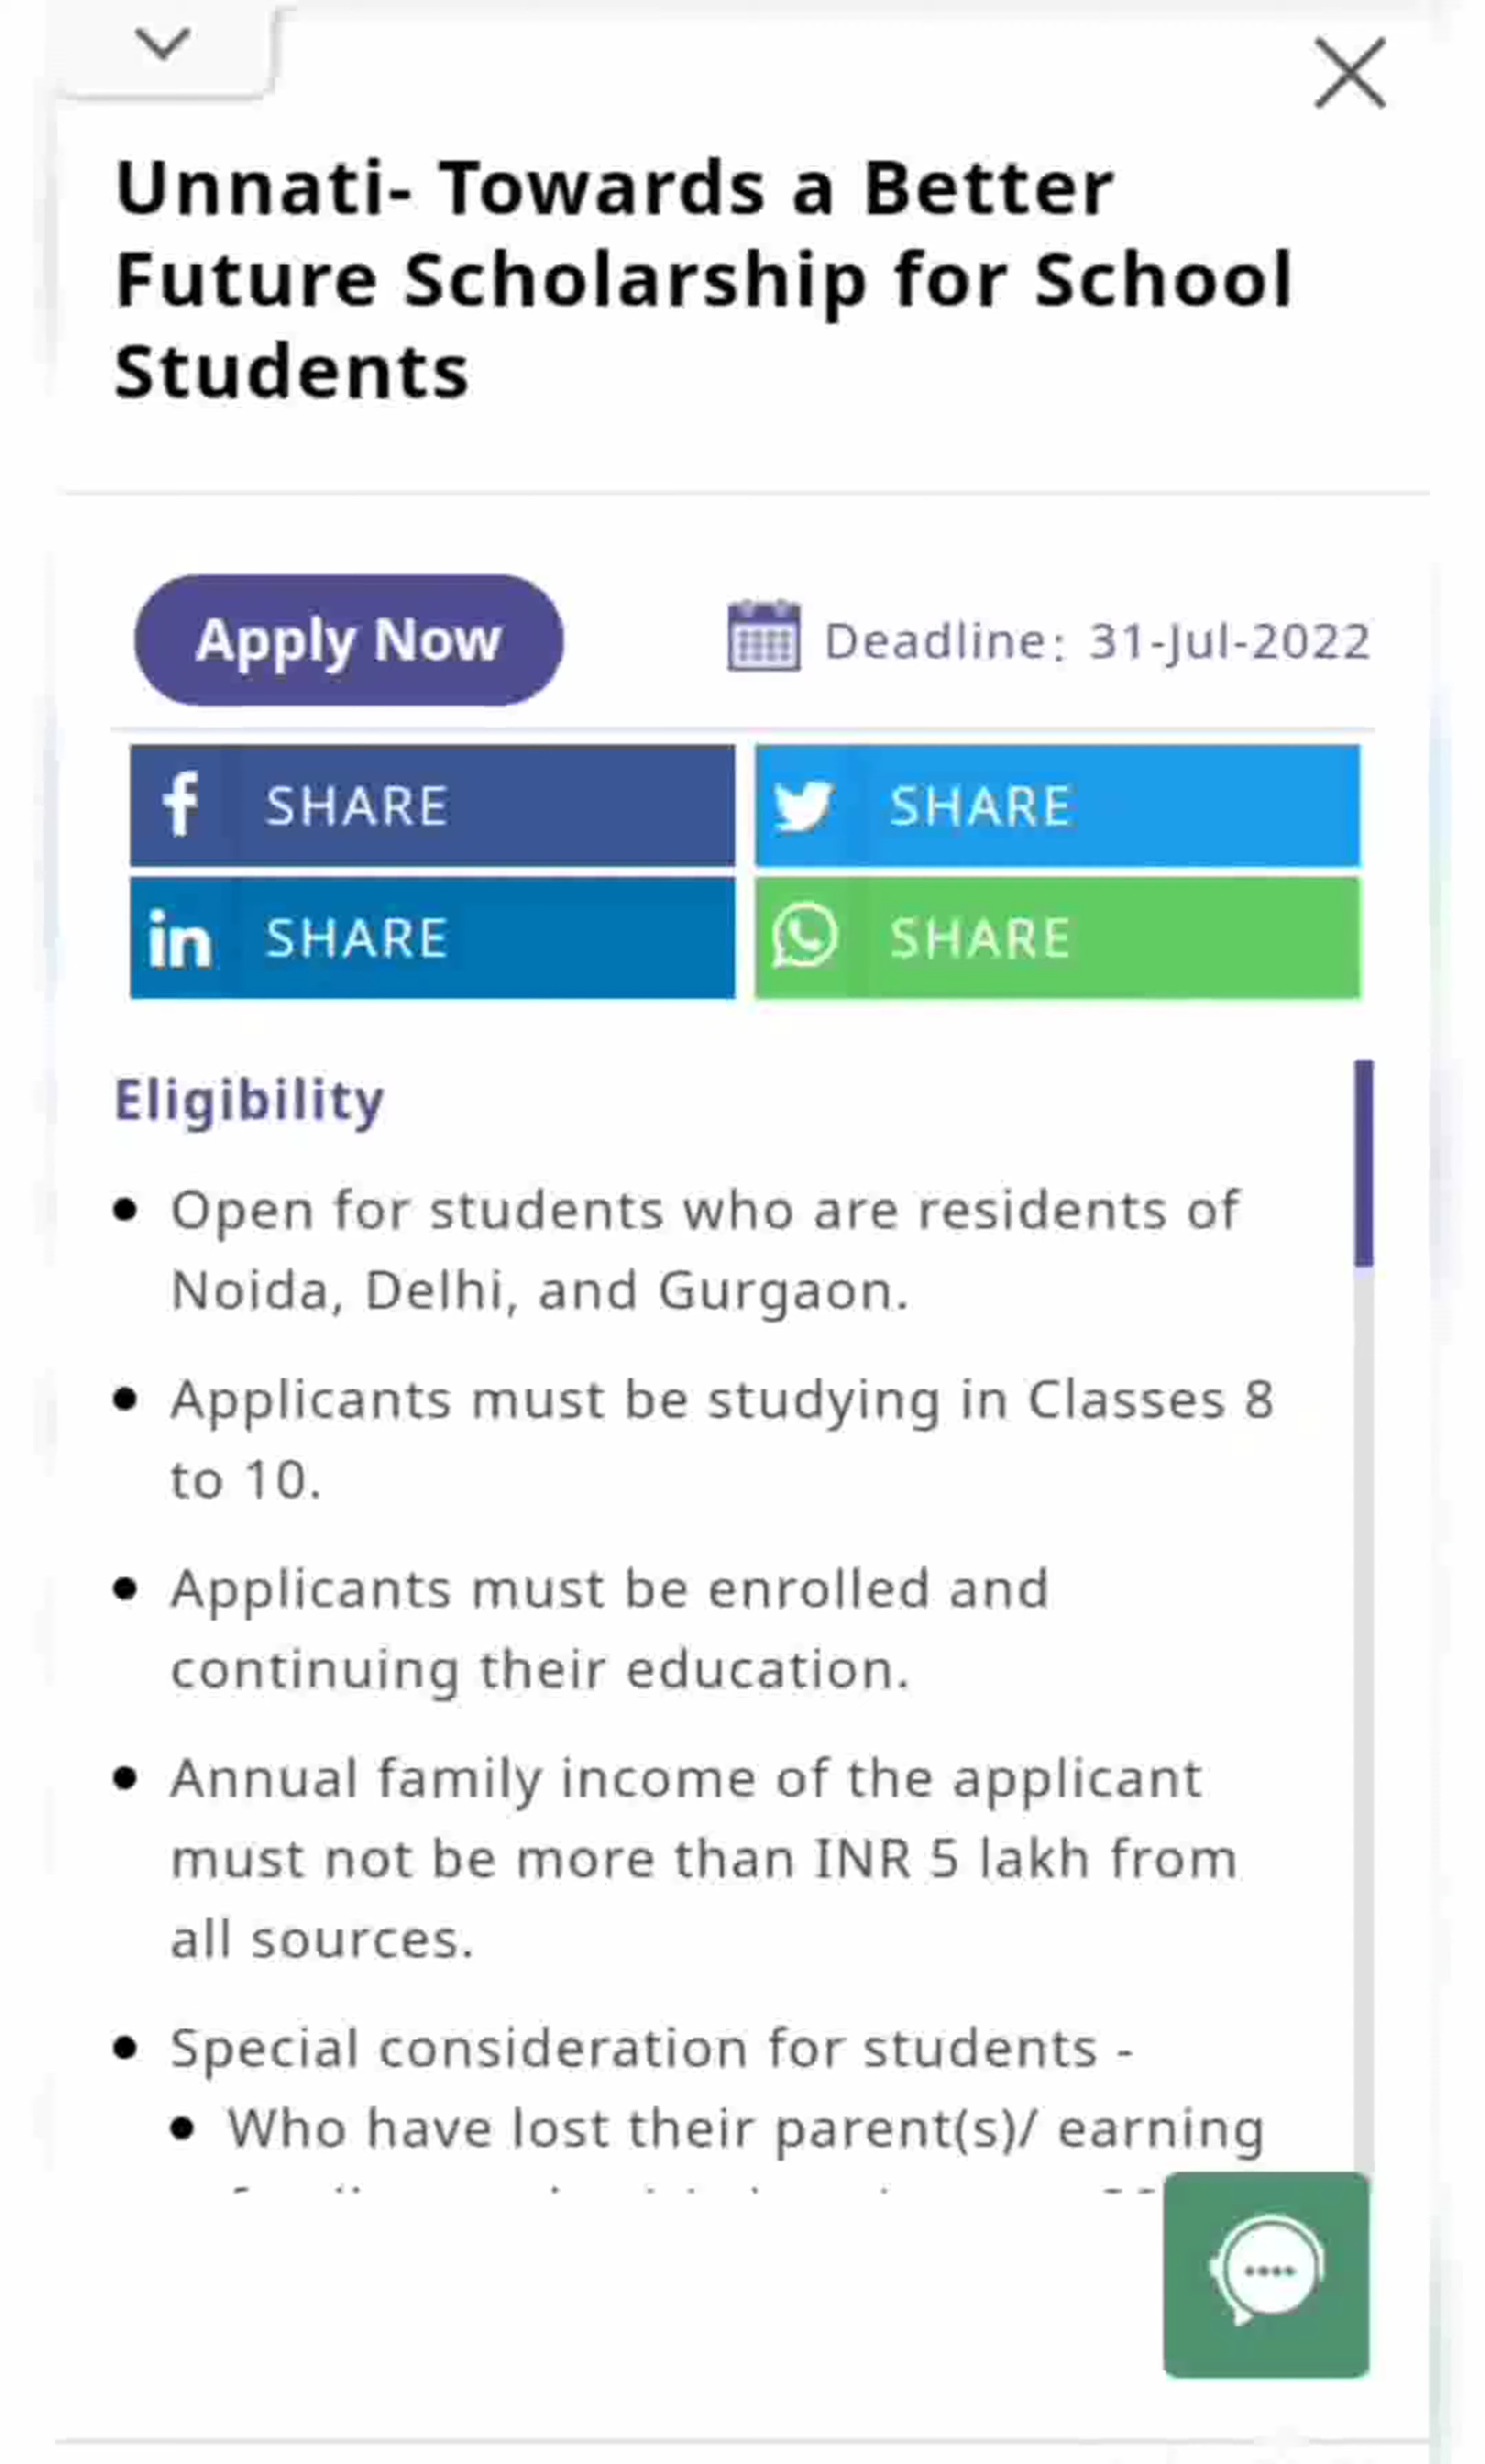 Unnati- Towards a Better
Future Scholarship for School
Students
Apply Now
Deadline: 31-Jul-2022
f SHARE
SHARE
in SHARE
SHARE
Eligibility
Open for students who are residents of
Noida, Delhi, and Gurgaon.
Applicants must be studying in Classes 8
to 10.
Applicants must be enrolled and
continuing their education.
Annual family income of the applicant
must not be more than INR 5 lakh from
all sources.
Special consideration for students -
Who have lost their parent(s)/ earning